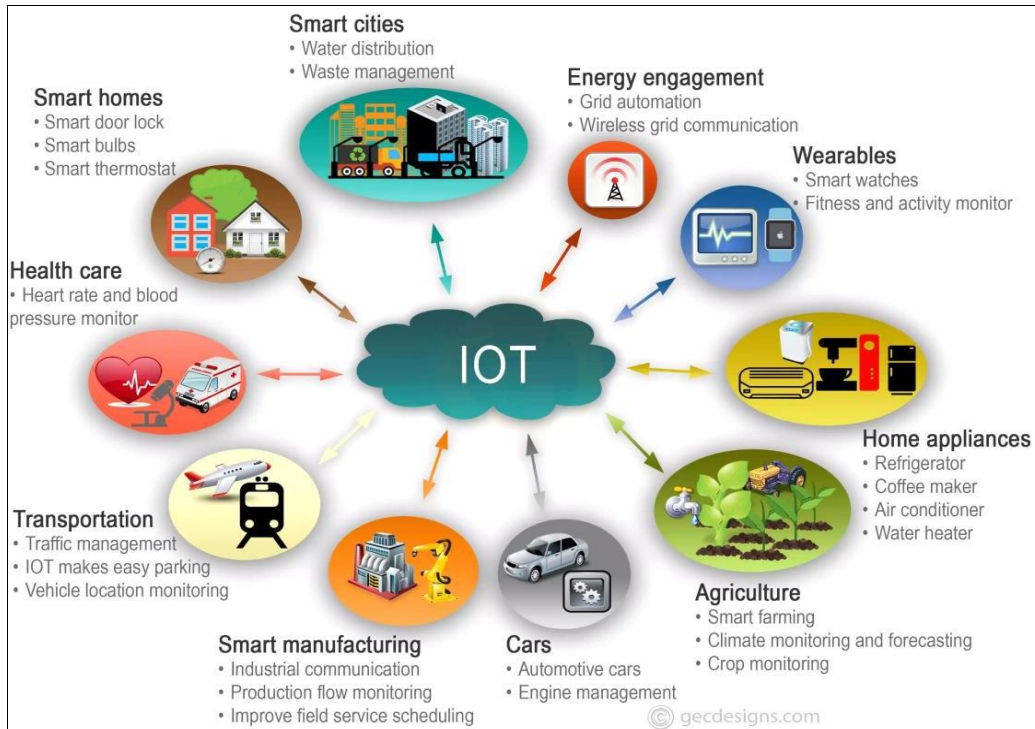 Smart cities
• Water distribution
• Waste management
Energy engagement
• Grid automation
• Wireless grid communication
Smart homes
• Smart door lock
• Smart bulbs
• Smart thermostat
Wearables
• Smart watches
• Fitness and activity monitor
Health care
• Heart rate and blood
pressure monitor
IOT
Home appliances
• Refrigerator
• Coffee maker
• Air conditioner
• Water heater
Transportation
• Traffic management
• IOT makes easy parking
• Vehicle location monitoring
Agriculture
• Smart farming
• Climate monitoring and forecasting
• Crop monitoring
Smart manufacturing
• Industrial communication
• Production flow monitoring
• Improve field service scheduling
Cars
• Automotive cars
• Engine management
© gecdesigns.com